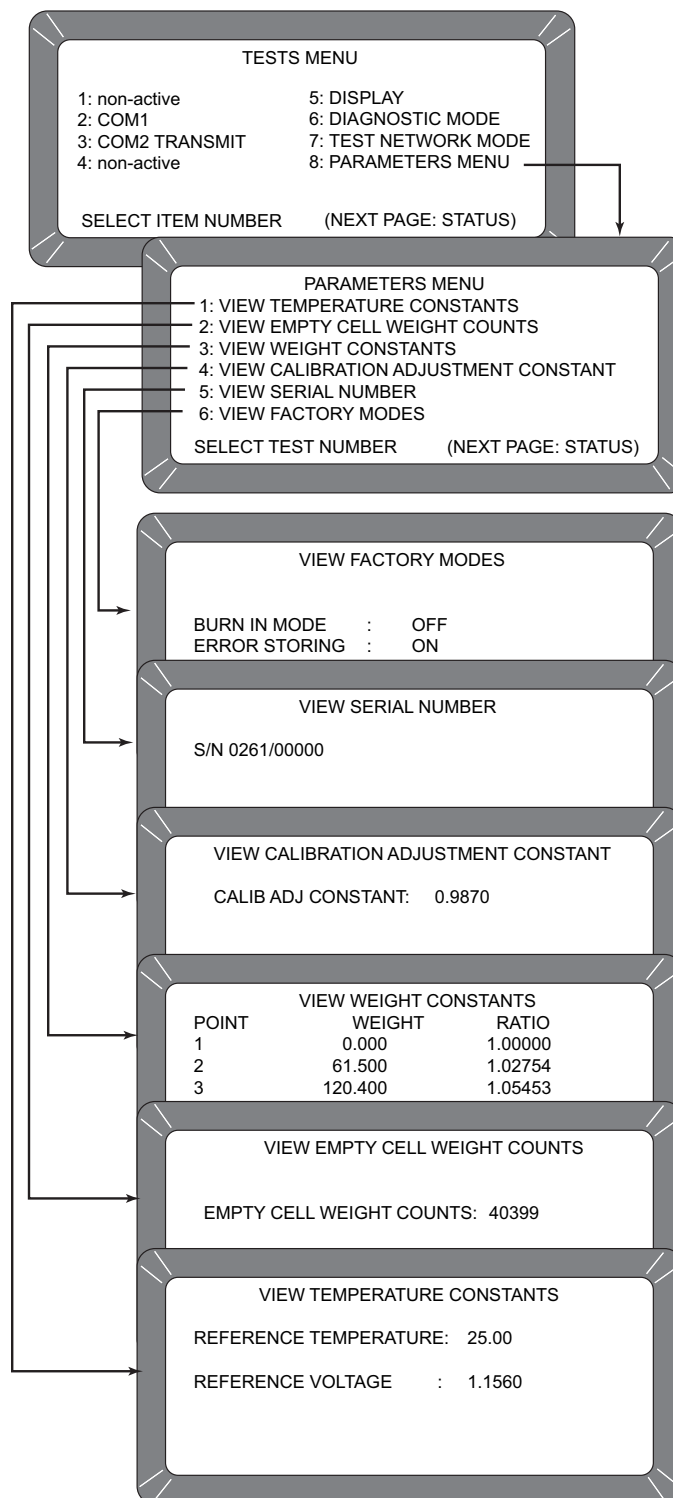 TESTS MENU
1: non-active 5: DISPLAY
2: COM1 6: DIAGNOSTIC MODE
3: COM2 TRANSMIT 7: TEST NETWORK MODE
4: non-active 8: PARAMETERS MENU
SELECT ITEM NUMBER (NEXT PAGE: STATUS)
PARAMETERS MENU
1: VIEW TEMPERATURE CONSTANTS
2: VIEW EMPTY CELL WEIGHT COUNTS
3: VIEW WEIGHT CONSTANTS
4: VIEW CALIBRATION ADJUSTMENT CONSTANT
5: VIEW SERIAL NUMBER
6: VIEW FACTORY MODES
SELECT TEST NUMBER (NEXT PAGE: STATUS)
VIEW FACTORY MODES
BURN IN MODE : OFF
ERROR STORING : ON
VIEW SERIAL NUMBER
S/N 0261/00000
VIEW CALIBRATION ADJUSTMENT CONSTANT
CALIB ADJ CONSTANT: 0.9870
VIEW WEIGHT CONSTANTS
POINT WEIGHT RATIO
1 0.000 1.00000
2 61.500 1.02754
3 120.400 1.05453
VIEW EMPTY CELL WEIGHT COUNTS
EMPTY CELL WEIGHT COUNTS: 40399
VIEW TEMPERATURE CONSTANTS
REFERENCE TEMPERATURE: 25.00
REFERENCE VOLTAGE : 1.1560